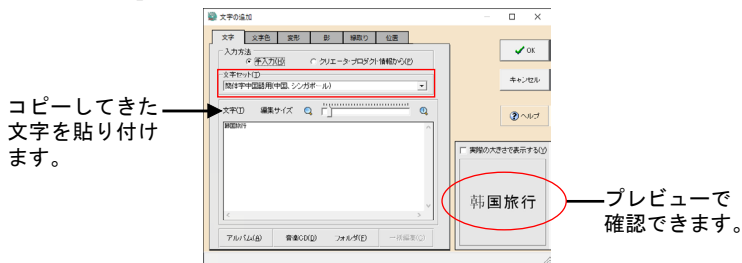 文字の追加
文字 文字色 変形 影 縁取り 位置
入力方法
手入力(H) クリエータ・プロダクト情報から(P)
文字セット(T)
簡体字中国語用(中国、シンガポール)
文字(I) 編集サイズ
韩国旅行
アルバム(A) 音楽CD(D) フォルダ(F) 一括編集(C)
OK
キャンセル
ヘルプ
実際の大きさで表示する(Y)
韩国旅行
コピーしてきた
文字を貼り付け
ます。
プレビューで
確認できます。